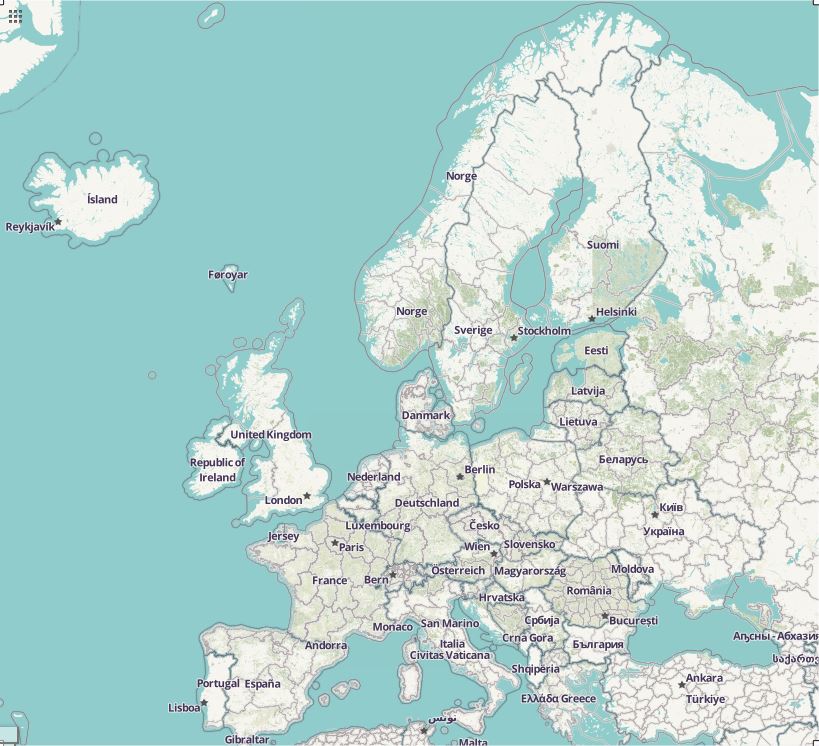 Norge
Ísland
Reykjavík
Suomi
Føroyar
Norge
Helsinki
Sverige
Stockholm
Eesti
Latvija
Danmark
Lietuva
United Kingdom
Беларусь
Republic of
Ireland
Berlin
Nederland
Polska
Warszawa
London
Deutschland
Київ
Luxembourg
Česko
Україна
Jersey
Paris
Wien
Slovensko
Österreich
Magyarország
Moldova
France
Bern
România
Hrvatska
Monaco
San Marino
Србија
București
Crna Gora
Аҧсны - Абхазия
Andorra
Italia
Civitas Vaticana
България
Shqipëria
Ankara
Portugal
España
Ελλάδα Greece
Türkiye
Lisboa
تونس
Gibraltar
Malta